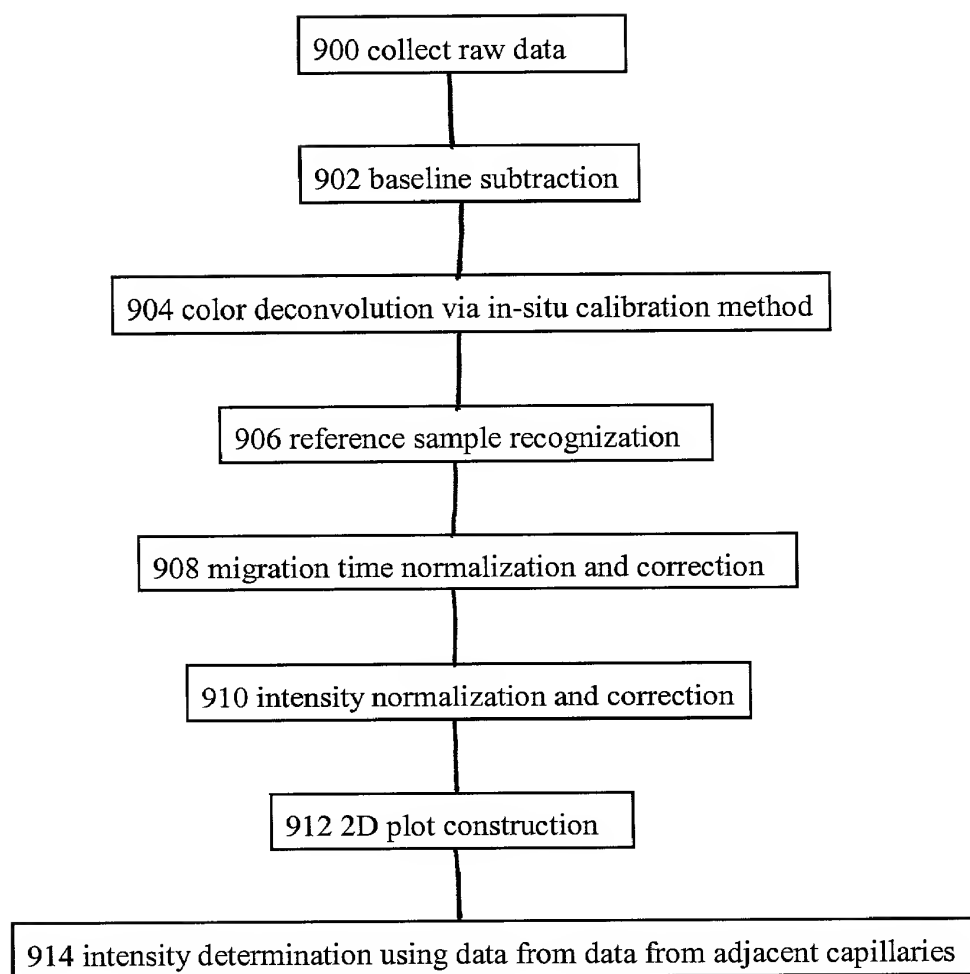 900 collect raw data
902 baseline subtraction
904 color deconvolution via in-situ calibration method
906 reference sample recognization
908 migration time normalization and correction
910 intensity normalization and correction
912 2D plot construction
914 intensity determination using data from data from adjacent capillaries